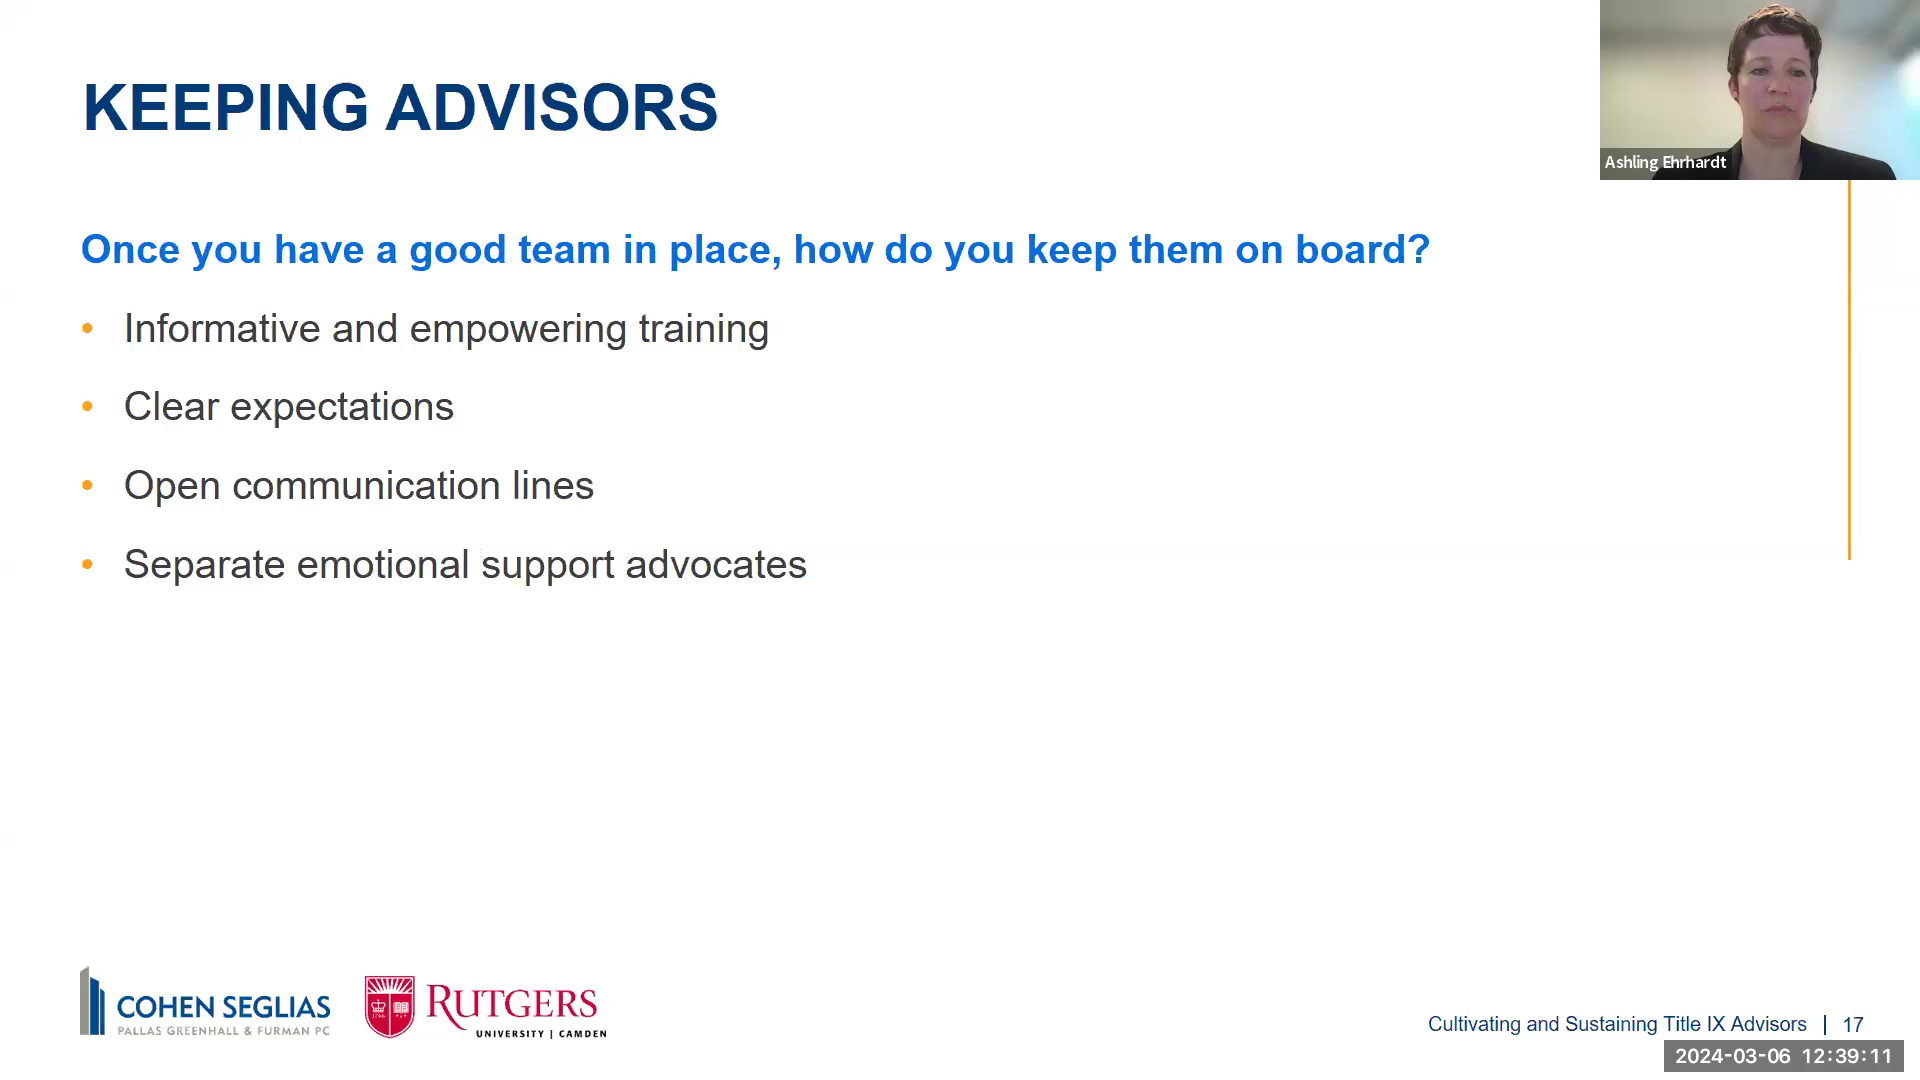 KEEPING ADVISORS
Ashling Ehrhardt
Once you have a good team in place, how do you keep them on board?
• Informative and empowering training
• Clear expectations
• Open communication lines
• Separate emotional support advocates
COHEN SEGLIAS
PALLAS GREENHALL & FURMAN PC
1766
RUTGERS
UNIVERSITY | CAMDEN
Cultivating and Sustaining Title IX Advisors | 17
2024-03-06 12:39:11